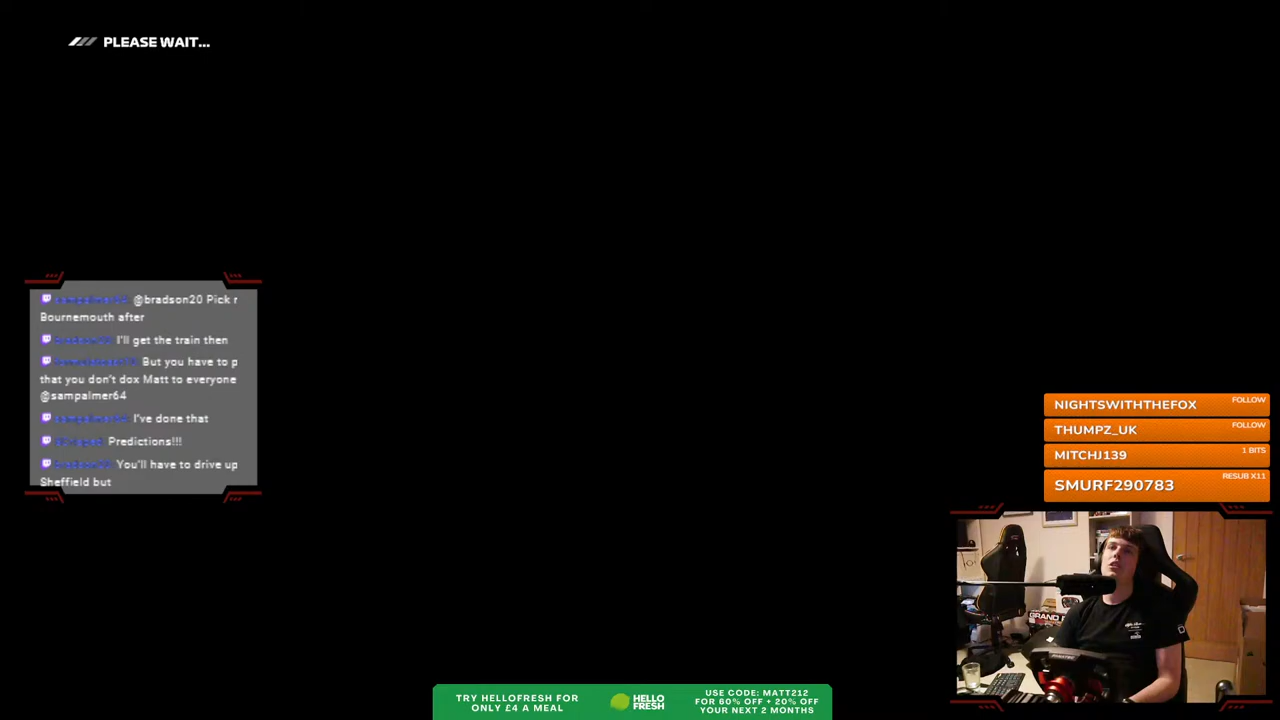 PLEASE WAIT...
@bradson20 Pick r
Bournemouth after
I'll get the train then
But you have to p
that you don't dox Matt to everyone
@sampalmer64
I've done that
Predictions!!!
You'll have to drive up
Sheffield but
NIGHTSWITHTHEFOX FOLLOW
THUMPZ_UK FOLLOW
MITCHJ139 1 BITS
SMURF290783 RESUB X11
TRY HELLOFRESH FOR
ONLY £4 A MEAL
HELLO
FRESH
USE CODE: MATT212
FOR 60% OFF + 20% OFF
YOUR NEXT 2 MONTHS